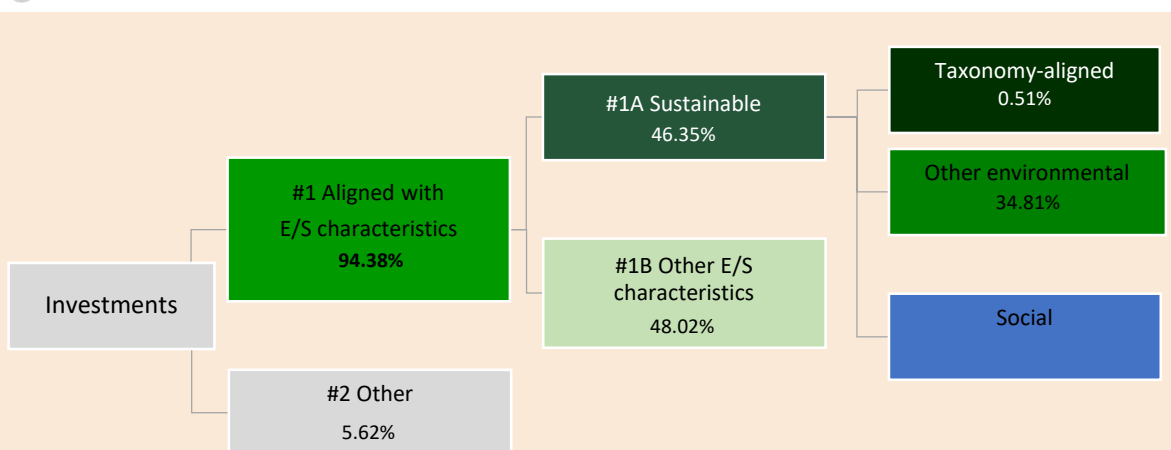 Investments
#1 Aligned with
E/S characteristics
94.38%
#2 Other
5.62%
#1A Sustainable
46.35%
#1B Other E/S
characteristics
48.02%
Taxonomy-aligned
0.51%
Other environmental
34.81%
Social